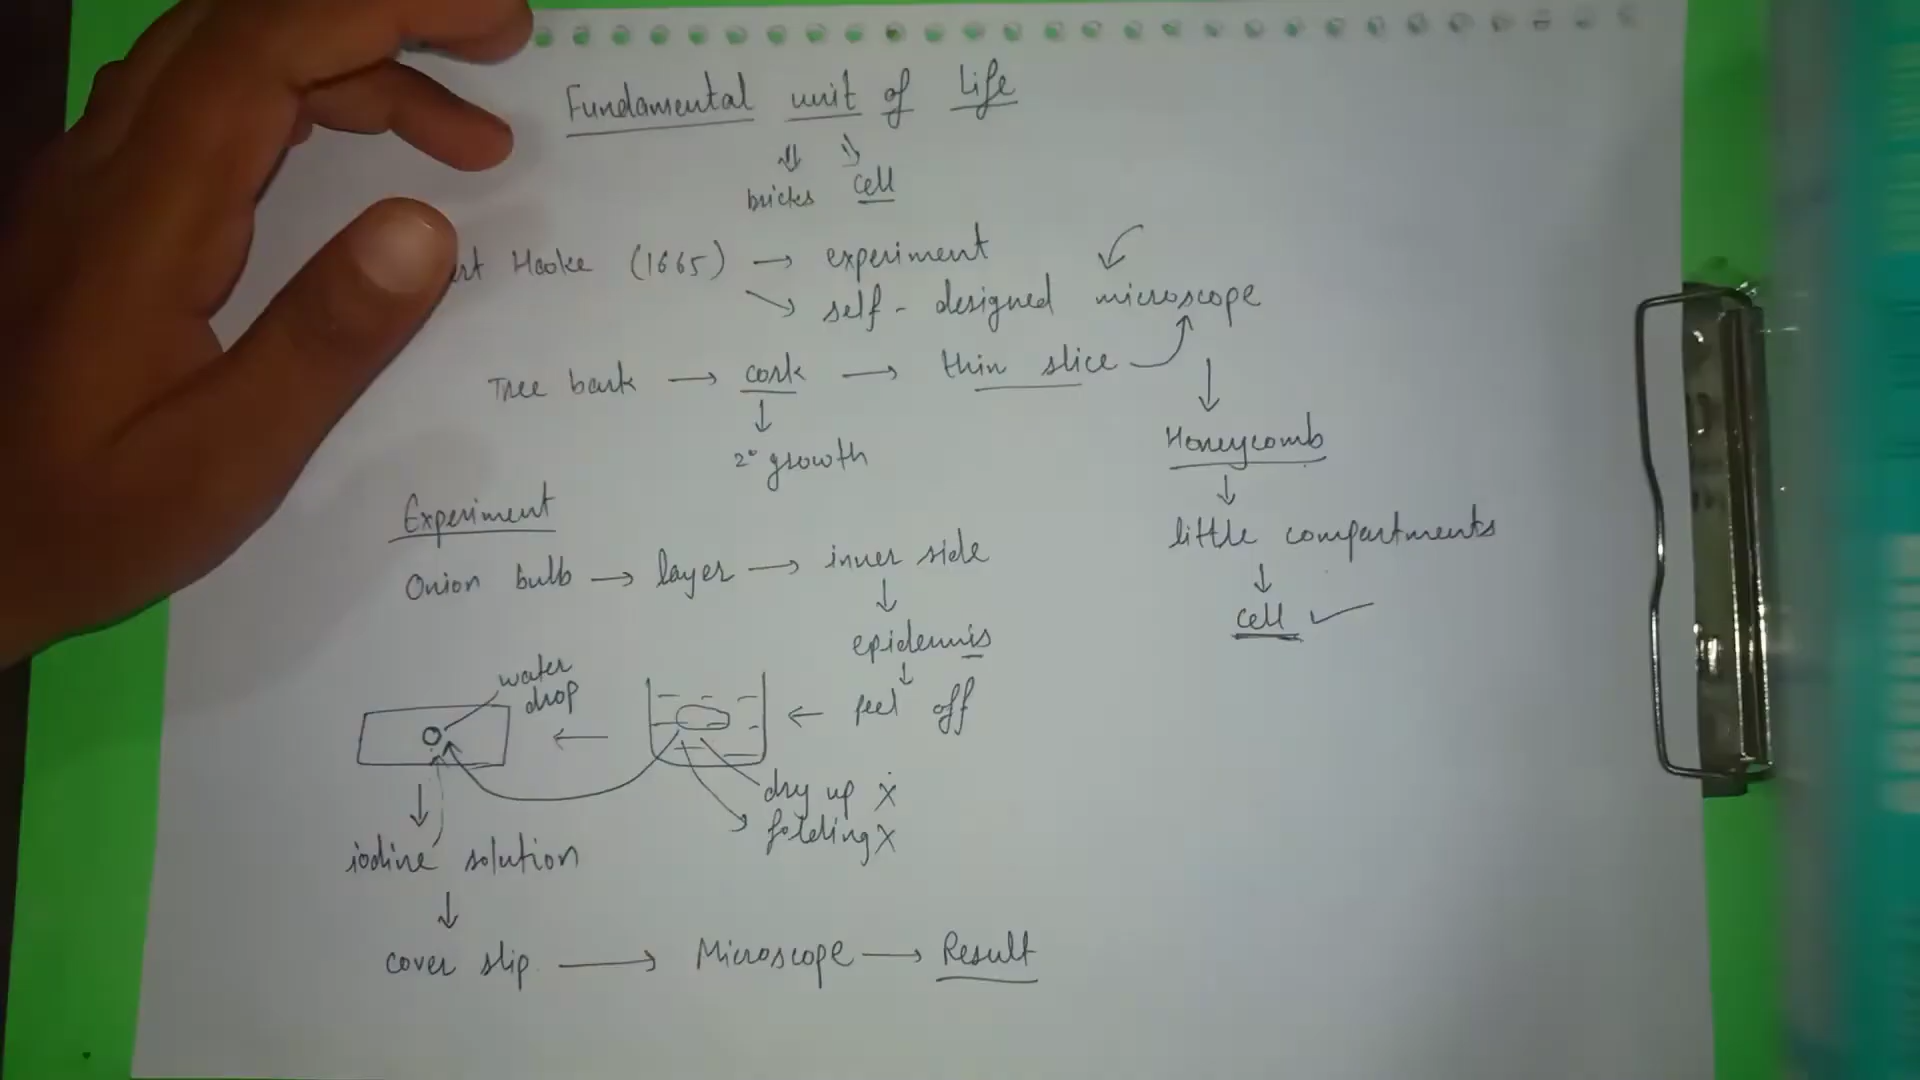 Fundamental unit of Life
bricks cell
Hooke (1665) → experiment
↘ self-designed microscope
Tree bark → cork → thin slice
↓
2° growth
Honeycomb
↓
little compartments
↓
cell ✓
Experiment
Onion bulb → layer → inner side
↓
epidermis
↓
peel off
water
drop
dry up X
folding X
iodine solution
↓
cover slip → Microscope → Result